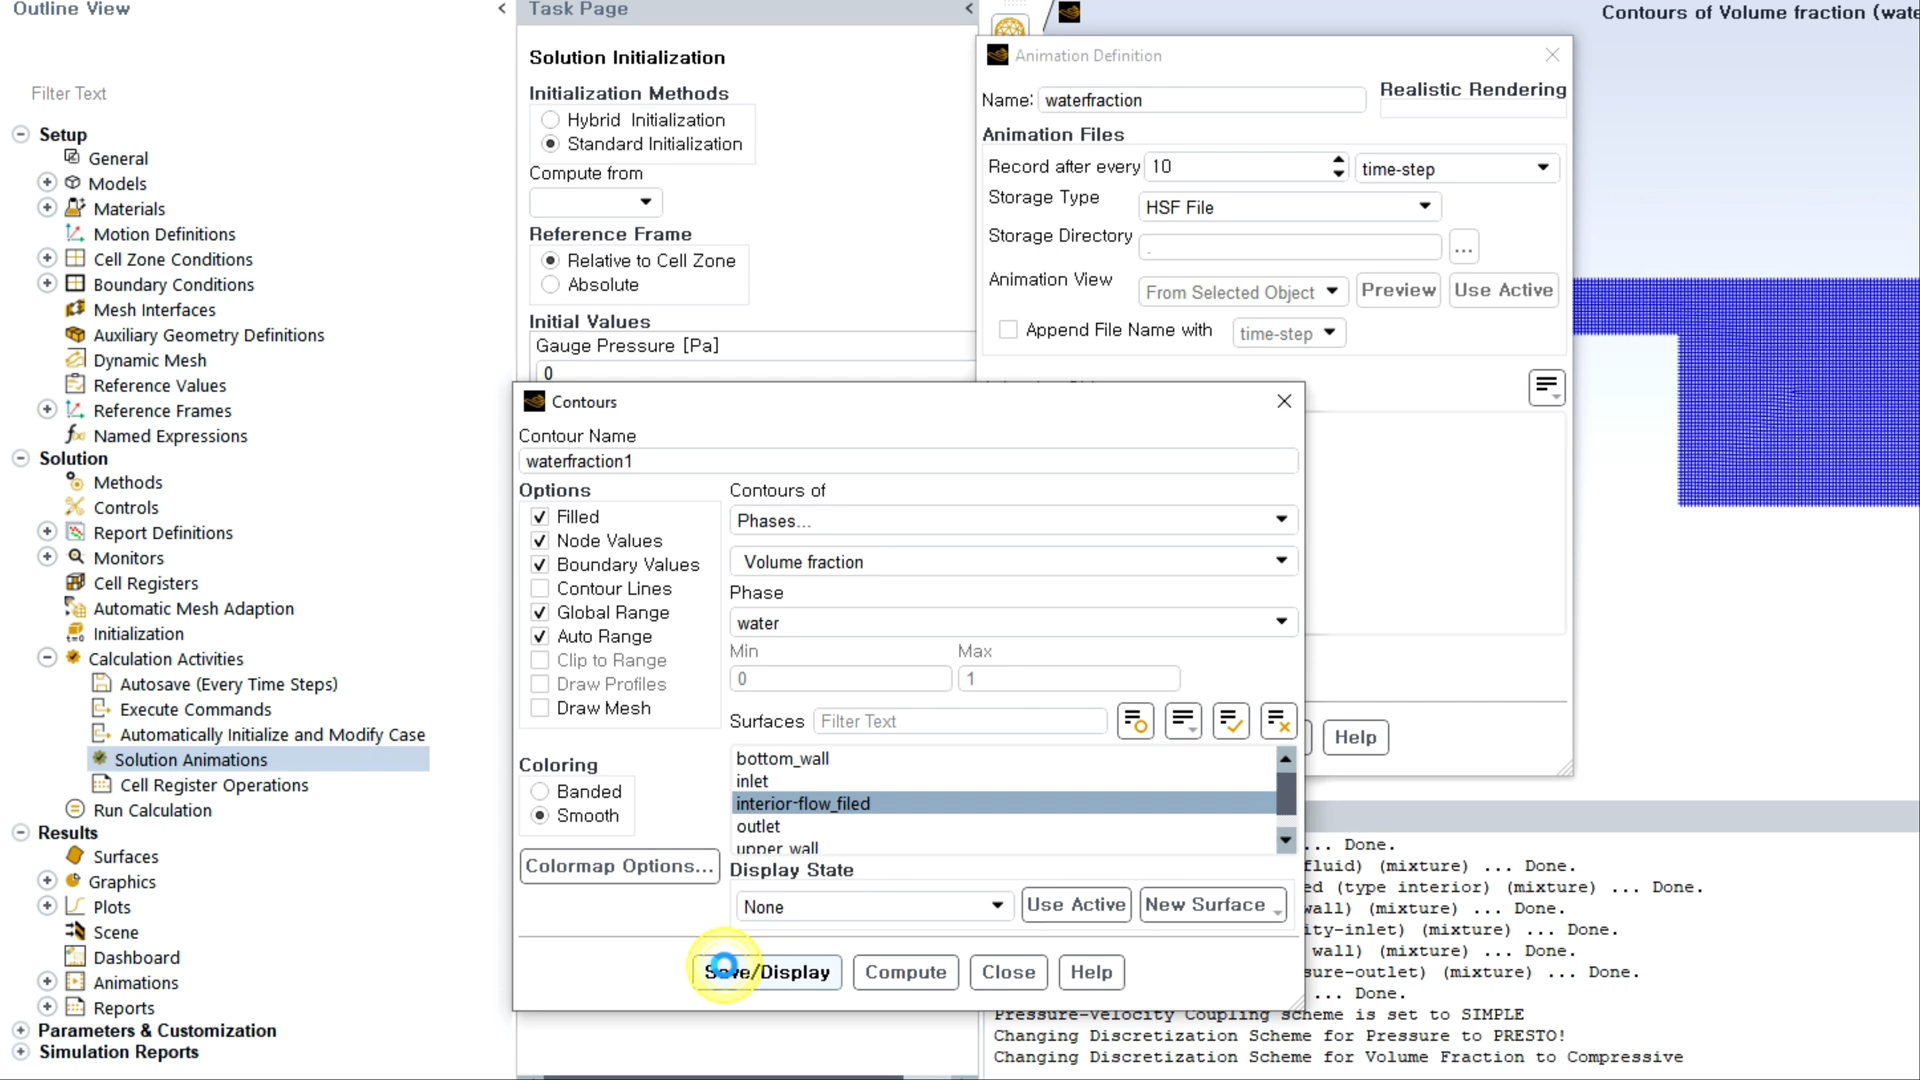 Outline View
Filter Text
Setup
General
Models
Materials
Motion Definitions
Cell Zone Conditions
Boundary Conditions
Mesh Interfaces
Auxiliary Geometry Definitions
Dynamic Mesh
Reference Values
Reference Frames
Named Expressions
Solution
Methods
Controls
Report Definitions
Monitors
Cell Registers
Automatic Mesh Adaption
Initialization
Calculation Activities
Autosave (Every Time Steps)
Execute Commands
Automatically Initialize and Modify Case
Solution Animations
Cell Register Operations
Run Calculation
Results
Surfaces
Graphics
Plots
Scene
Dashboard
Animations
Reports
Parameters & Customization
Simulation Reports
Task Page
Solution Initialization
Initialization Methods
Hybrid Initialization
Standard Initialization
Compute from
Reference Frame
Relative to Cell Zone
Absolute
Initial Values
Gauge Pressure [Pa]
0
Contours of Volume fraction (wate
Animation Definition
Name: waterfraction
Realistic Rendering
Animation Files
Record after every 10 time-step
Storage Type HSF File
Storage Directory . ...
Animation View From Selected Object Preview Use Active
Append File Name with time-step
Help
Contours
Contour Name
waterfraction1
Options
Filled
Node Values
Boundary Values
Contour Lines
Global Range
Auto Range
Clip to Range
Draw Profiles
Draw Mesh
Coloring
Banded
Smooth
Colormap Options...
Contours of
Phases...
Volume fraction
Phase
water
Min Max
0 1
Surfaces Filter Text
bottom_wall
inlet
interior-flow_filed
outlet
upper_wall
Display State
None Use Active New Surface
Save/Display Compute Close Help
... Done.
fluid) (mixture) ... Done.
ed (type interior) (mixture) ... Done.
wall) (mixture) ... Done.
ity-inlet) (mixture) ... Done.
wall) (mixture) ... Done.
sure-outlet) (mixture) ... Done.
... Done.
Pressure-Velocity Coupling scheme is set to SIMPLE
Changing Discretization Scheme for Pressure to PRESTO!
Changing Discretization Scheme for Volume Fraction to Compressive